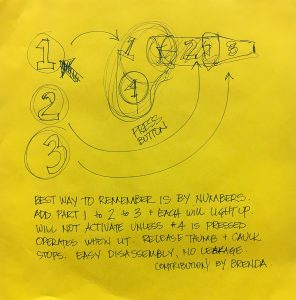 1 1 2 3
4
2
PRESS
BUTTON
3
BEST WAY TO REMEMBER IS BY NUMBERS.
ADD PART 1 to 2 to 3 + EACH WILL LIGHT UP.
WILL NOT ACTIVATE UNLESS #4 IS PRESSED
OPERATES WHEN LIT. RELEASE THUMB + CAULK
STOPS. EASY DISASSEMBLY, NO LEAKAGE.
CONTRIBUTION BY BRENDA